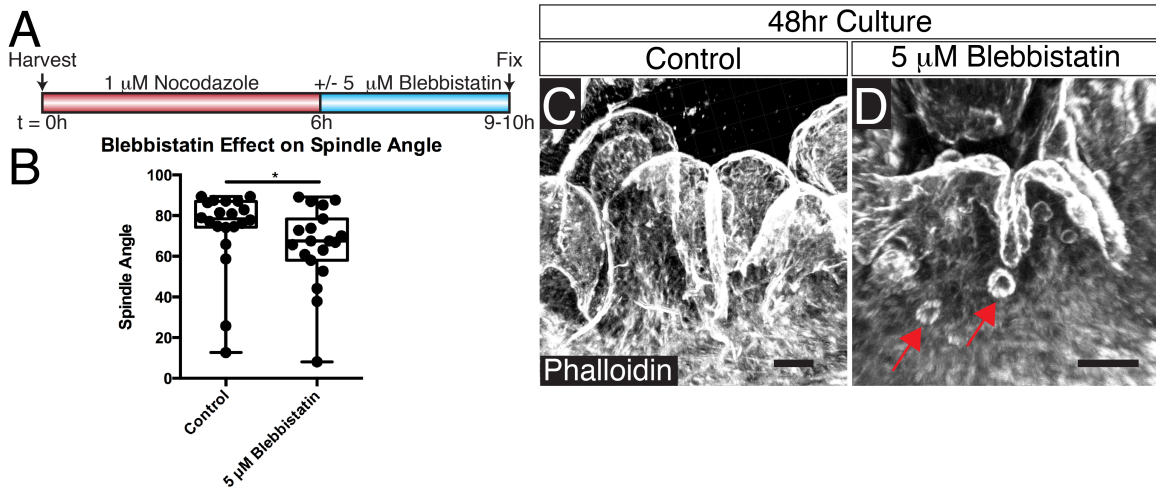 A
Harvest
Fix
1 μM Nocodazole
+/- 5 μM Blebbistatin
t = 0h
6h
9-10h
B
Blebbistatin Effect on Spindle Angle
*
Spindle Angle
100
80
60
40
20
0
Control
5 μM Blebbistatin
48hr Culture
Control
5 μM Blebbistatin
C
D
Phalloidin